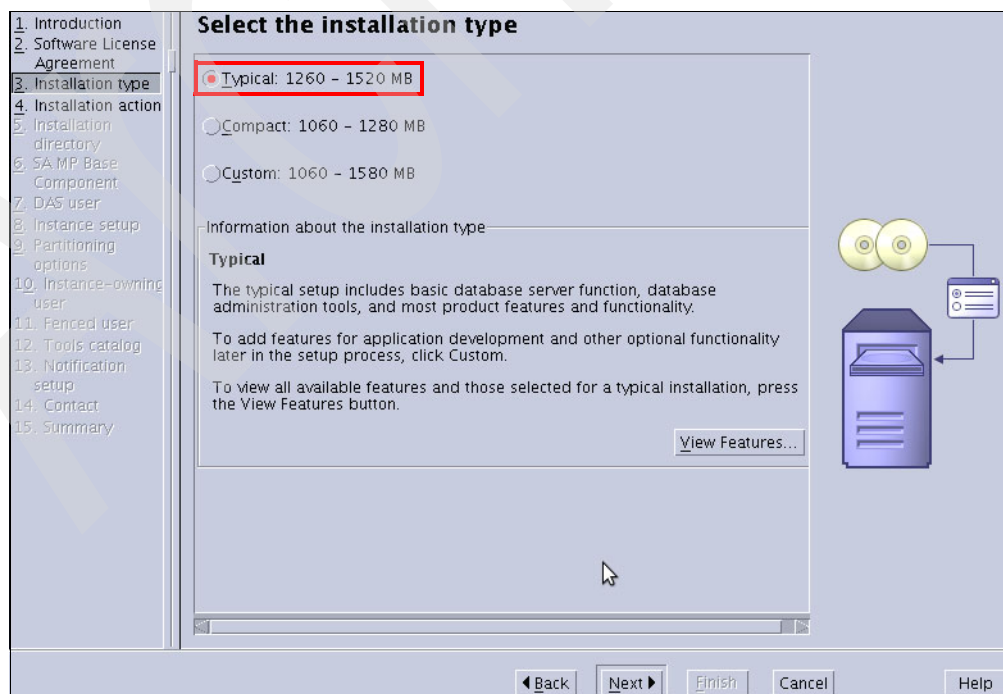 1. Introduction
2. Software License
Agreement
3. Installation type
4. Installation action
5. Installation
directory
6. SA MP Base
Component
7. DAS user
8. Instance setup
9. Partitioning
options
10. Instance-owning
user
11. Fenced user
12. Tools catalog
13. Notification
setup
14. Contact
15. Summary
Select the installation type
Typical: 1260 - 1520 MB
Compact: 1060 - 1280 MB
Custom: 1060 - 1580 MB
Information about the installation type
Typical
The typical setup includes basic database server function, database
administration tools, and most product features and functionality.
To add features for application development and other optional functionality
later in the setup process, click Custom.
To view all available features and those selected for a typical installation, press
the View Features button.
View Features...
Back
Next
Finish
Cancel
Help